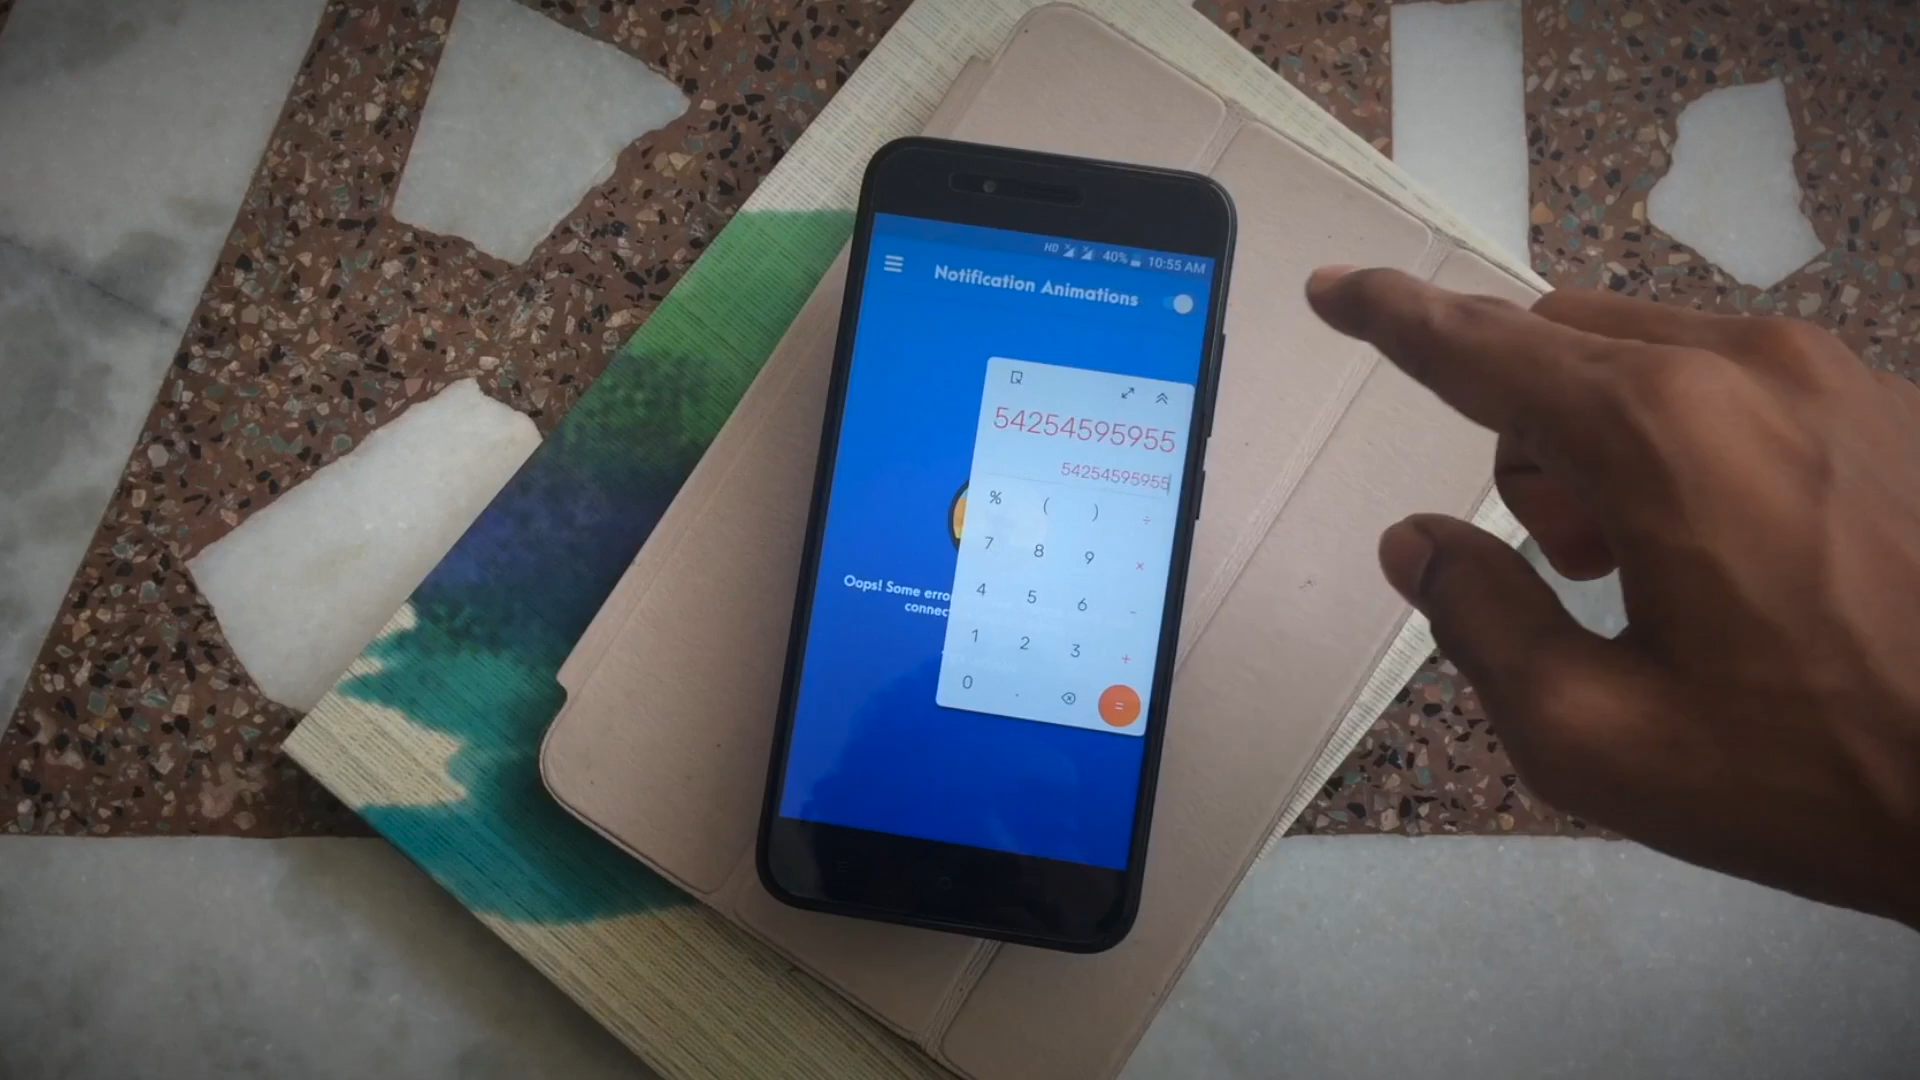 HD 40% 10:55 AM
Notification Animations
54254595955
54254595955
% ( ) ÷
7 8 9 ×
4 5 6 -
1 2 3 +
0 . =
Oops! Some erro
connec